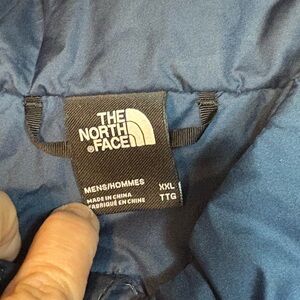 THE
NORTH
FACE
MENS/HOMMES XXL
MADE IN CHINA TTG
FABRIQUÉ EN CHINE